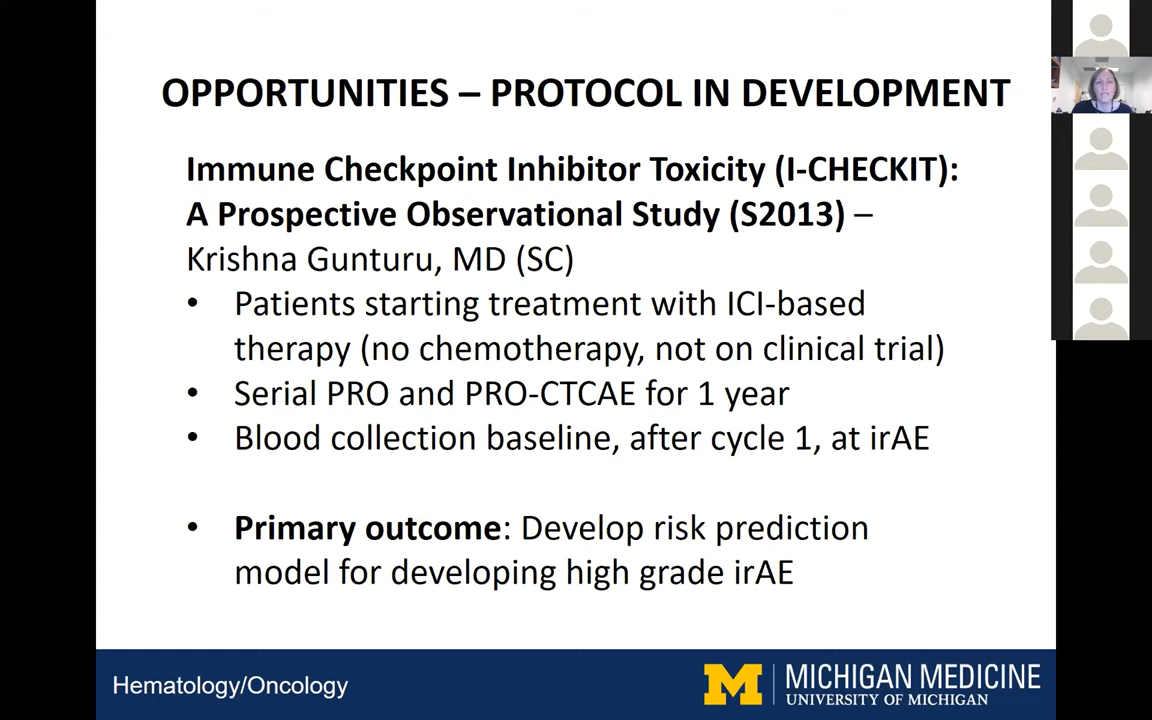 OPPORTUNITIES – PROTOCOL IN DEVELOPMENT
Immune Checkpoint Inhibitor Toxicity (I-CHECKIT):
A Prospective Observational Study (S2013) –
Krishna Gunturu, MD (SC)
• Patients starting treatment with ICI-based
therapy (no chemotherapy, not on clinical trial)
• Serial PRO and PRO-CTCAE for 1 year
• Blood collection baseline, after cycle 1, at irAE
• Primary outcome: Develop risk prediction
model for developing high grade irAE
Hematology/Oncology
M MICHIGAN MEDICINE
UNIVERSITY OF MICHIGAN